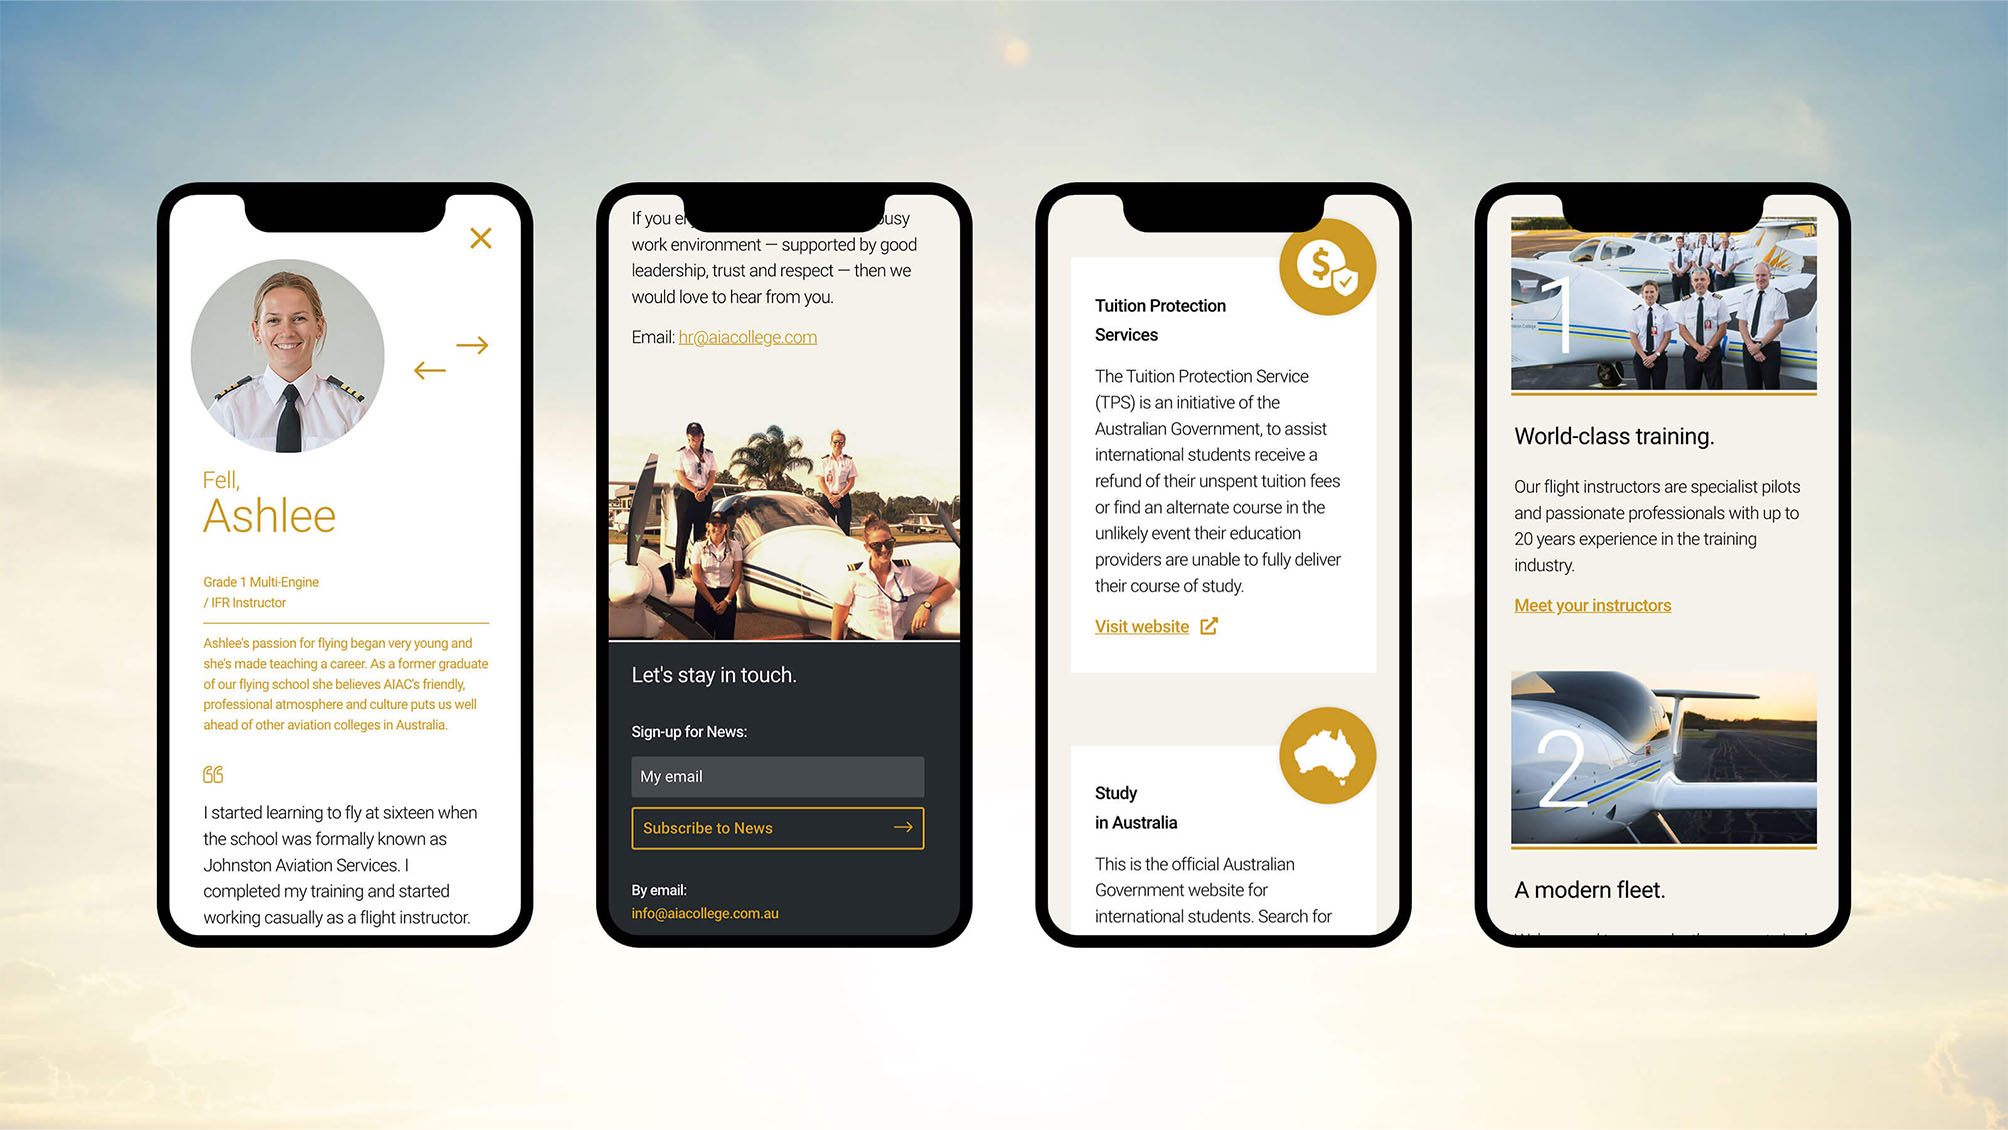 Fell,
Ashlee
Grade 1 Multi-Engine
/ IFR Instructor
Ashlee's passion for flying began very young and
she's made teaching a career. As a former graduate
of our flying school she believes AIAC's friendly,
professional atmosphere and culture puts us well
ahead of other aviation colleges in Australia.
I started learning to fly at sixteen when
the school was formally known as
Johnston Aviation Services. I
completed my training and started
working casually as a flight instructor.
If you
work environment — supported by good
leadership, trust and respect — then we
would love to hear from you.
Email: hr@aiacollege.com
Let's stay in touch.
Sign-up for News:
My email
Subscribe to News
By email:
info@aiacollege.com.au
Tuition Protection
Services
The Tuition Protection Service
(TPS) is an initiative of the
Australian Government, to assist
international students receive a
refund of their unspent tuition fees
or find an alternate course in the
unlikely event their education
providers are unable to fully deliver
their course of study.
Visit website
Study
in Australia
This is the official Australian
Government website for
international students. Search for
1
World-class training.
Our flight instructors are specialist pilots
and passionate professionals with up to
20 years experience in the training
industry.
Meet your instructors
2
A modern fleet.